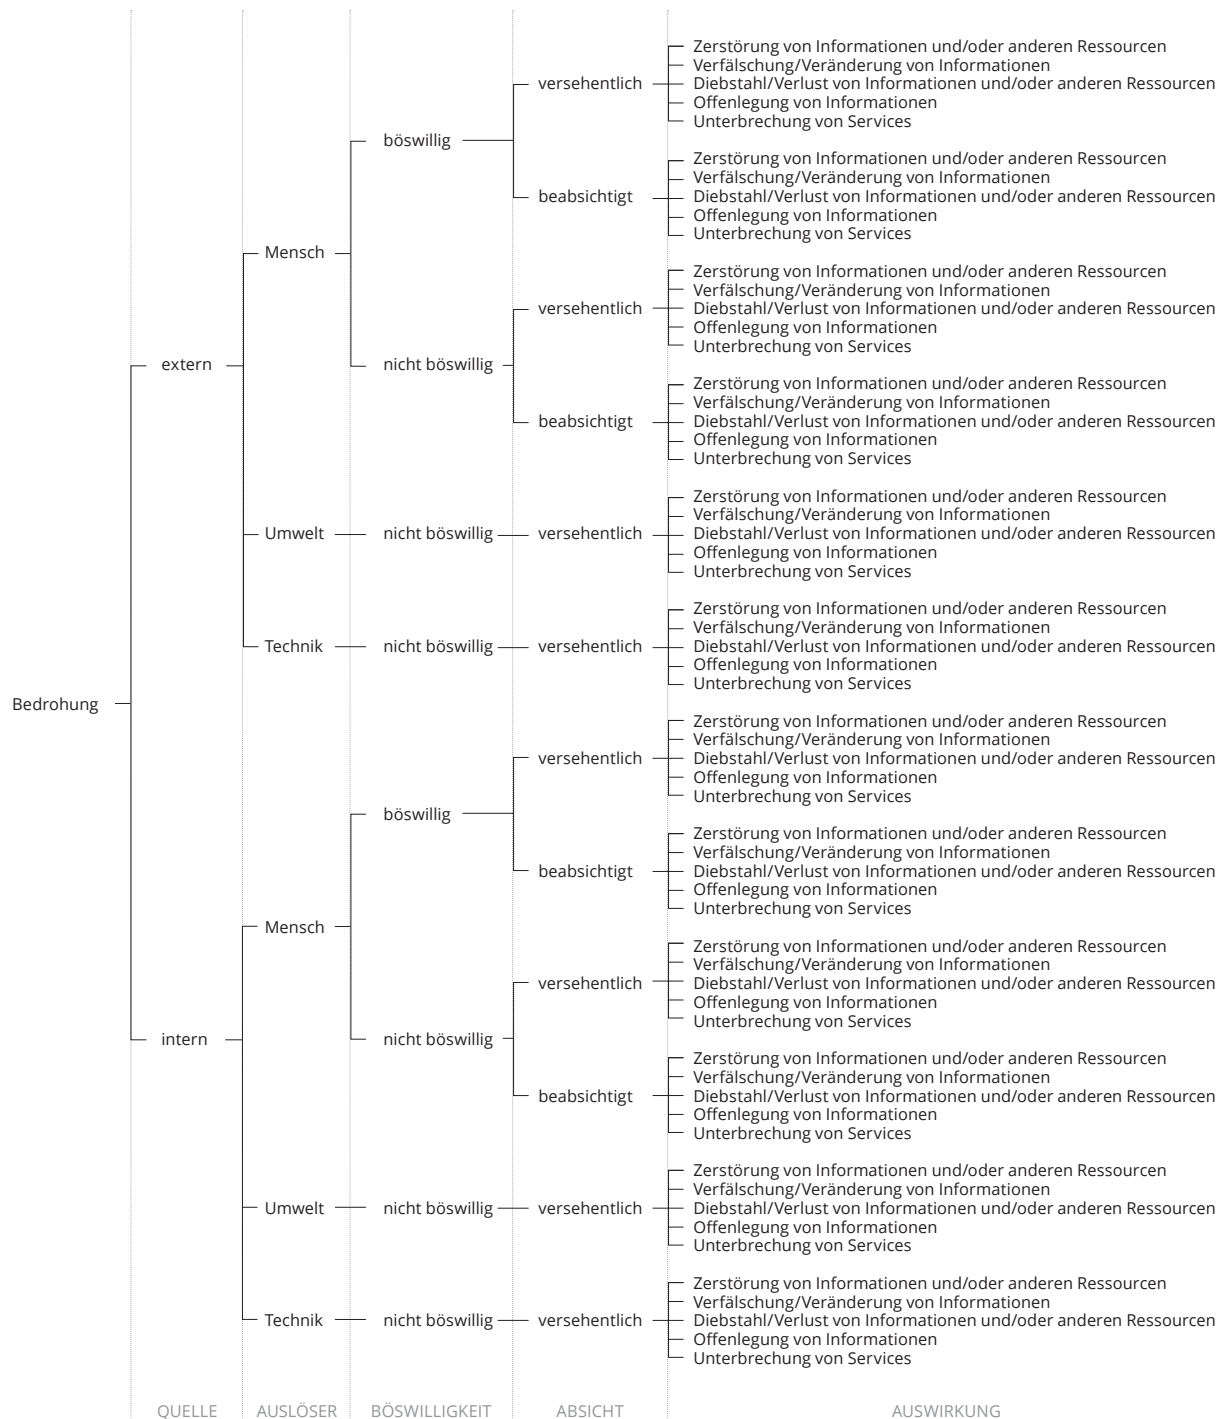 Zerstörung von Informationen und/oder anderen Ressourcen
Verfälschung/Veränderung von Informationen
versehentlich Diebstahl/Verlust von Informationen und/oder anderen Ressourcen
Offenlegung von Informationen
Unterbrechung von Services
böswillig
Zerstörung von Informationen und/oder anderen Ressourcen
Verfälschung/Veränderung von Informationen
beabsichtigt Diebstahl/Verlust von Informationen und/oder anderen Ressourcen
Offenlegung von Informationen
Unterbrechung von Services
Mensch
Zerstörung von Informationen und/oder anderen Ressourcen
Verfälschung/Veränderung von Informationen
versehentlich Diebstahl/Verlust von Informationen und/oder anderen Ressourcen
Offenlegung von Informationen
Unterbrechung von Services
extern nicht böswillig
Zerstörung von Informationen und/oder anderen Ressourcen
Verfälschung/Veränderung von Informationen
beabsichtigt Diebstahl/Verlust von Informationen und/oder anderen Ressourcen
Offenlegung von Informationen
Unterbrechung von Services
Zerstörung von Informationen und/oder anderen Ressourcen
Verfälschung/Veränderung von Informationen
Umwelt nicht böswillig versehentlich Diebstahl/Verlust von Informationen und/oder anderen Ressourcen
Offenlegung von Informationen
Unterbrechung von Services
Zerstörung von Informationen und/oder anderen Ressourcen
Verfälschung/Veränderung von Informationen
Technik nicht böswillig versehentlich Diebstahl/Verlust von Informationen und/oder anderen Ressourcen
Offenlegung von Informationen
Unterbrechung von Services
Bedrohung
Zerstörung von Informationen und/oder anderen Ressourcen
Verfälschung/Veränderung von Informationen
versehentlich Diebstahl/Verlust von Informationen und/oder anderen Ressourcen
Offenlegung von Informationen
Unterbrechung von Services
böswillig
Zerstörung von Informationen und/oder anderen Ressourcen
Verfälschung/Veränderung von Informationen
beabsichtigt Diebstahl/Verlust von Informationen und/oder anderen Ressourcen
Offenlegung von Informationen
Unterbrechung von Services
Mensch
Zerstörung von Informationen und/oder anderen Ressourcen
Verfälschung/Veränderung von Informationen
versehentlich Diebstahl/Verlust von Informationen und/oder anderen Ressourcen
Offenlegung von Informationen
Unterbrechung von Services
intern nicht böswillig
Zerstörung von Informationen und/oder anderen Ressourcen
Verfälschung/Veränderung von Informationen
beabsichtigt Diebstahl/Verlust von Informationen und/oder anderen Ressourcen
Offenlegung von Informationen
Unterbrechung von Services
Zerstörung von Informationen und/oder anderen Ressourcen
Verfälschung/Veränderung von Informationen
Umwelt nicht böswillig versehentlich Diebstahl/Verlust von Informationen und/oder anderen Ressourcen
Offenlegung von Informationen
Unterbrechung von Services
Zerstörung von Informationen und/oder anderen Ressourcen
Verfälschung/Veränderung von Informationen
Technik nicht böswillig versehentlich Diebstahl/Verlust von Informationen und/oder anderen Ressourcen
Offenlegung von Informationen
Unterbrechung von Services
QUELLE AUSLÖSER BÖSWILLIGKEIT ABSICHT AUSWIRKUNG